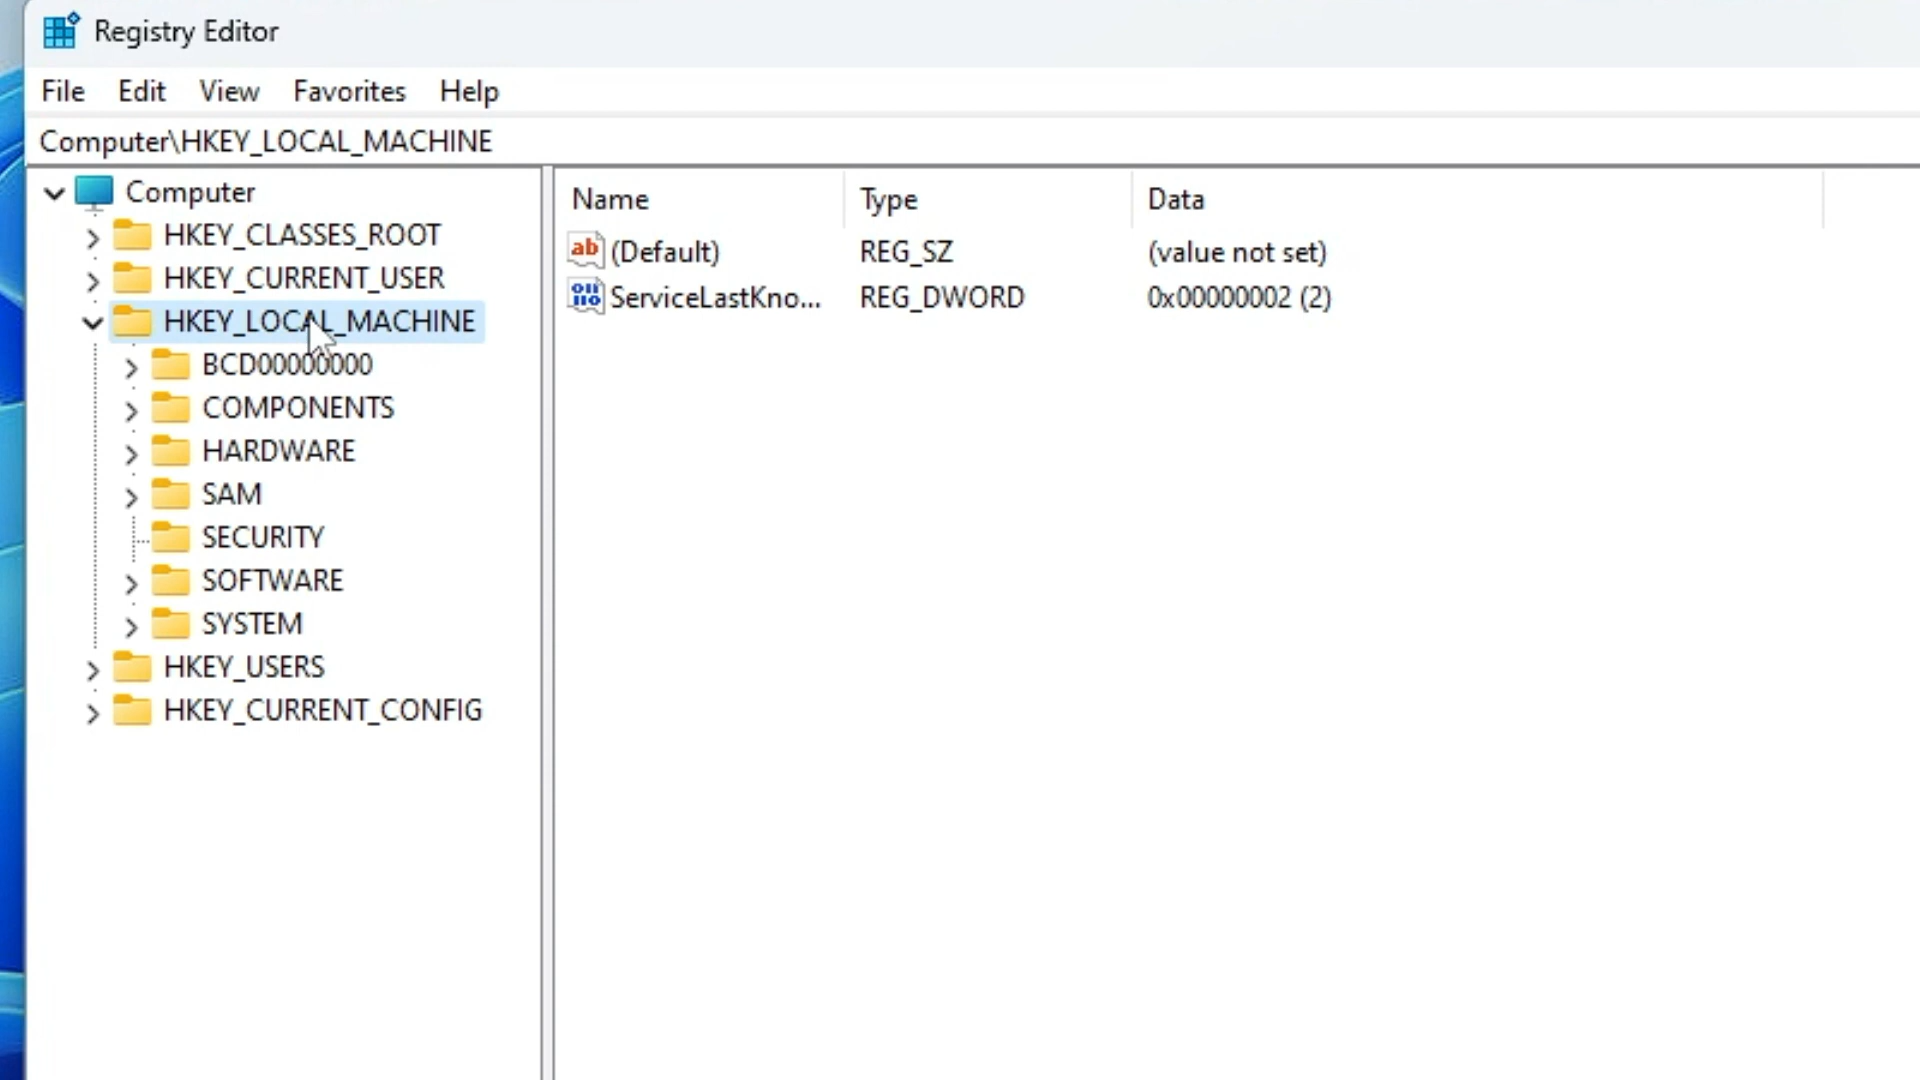 Registry Editor
File Edit View Favorites Help
Computer\HKEY_LOCAL_MACHINE
Computer
HKEY_CLASSES_ROOT
HKEY_CURRENT_USER
HKEY_LOCAL_MACHINE
BCD00000000
COMPONENTS
HARDWARE
SAM
SECURITY
SOFTWARE
SYSTEM
HKEY_USERS
HKEY_CURRENT_CONFIG
Name Type Data
(Default) REG_SZ (value not set)
ServiceLastKno... REG_DWORD 0x00000002 (2)